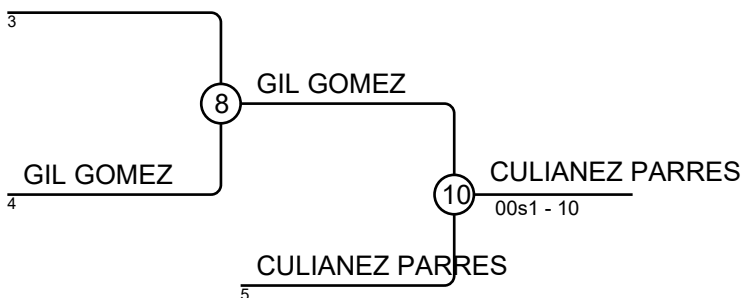 3
GIL GOMEZ
8
GIL GOMEZ
4
CULIANEZ PARRES
10
00s1 - 10
CULIANEZ PARRES
5